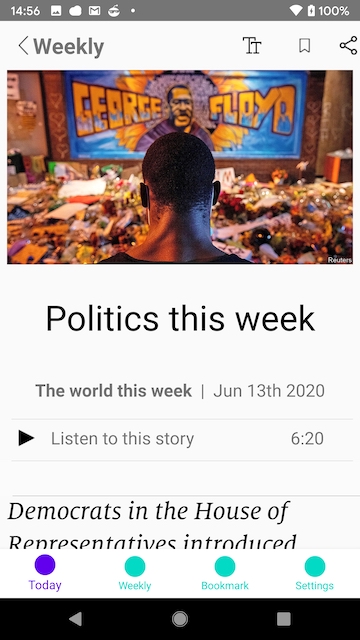 14:56
100%
Weekly
GEORGE FLOYD
Reuters
Politics this week
The world this week | Jun 13th 2020
Listen to this story 6:20
Democrats in the House of
Representatives introduced
Today Weekly Bookmark Settings